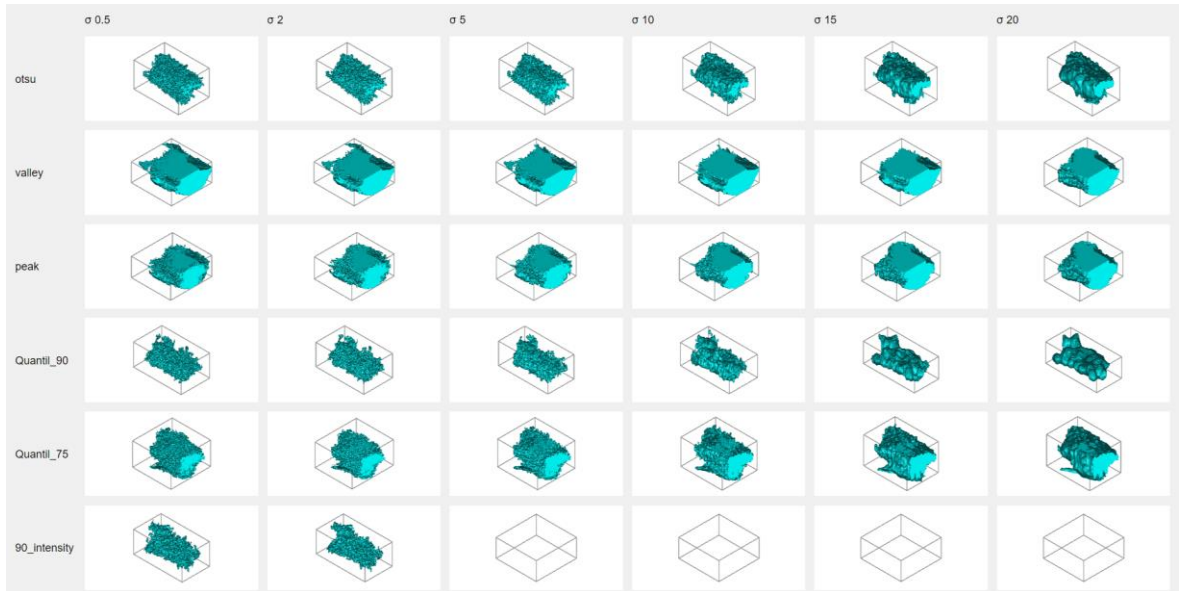 σ 0.5 σ 2 σ 5 σ 10 σ 15 σ 20
otsu
valley
peak
Quantil_90
Quantil_75
90_intensity